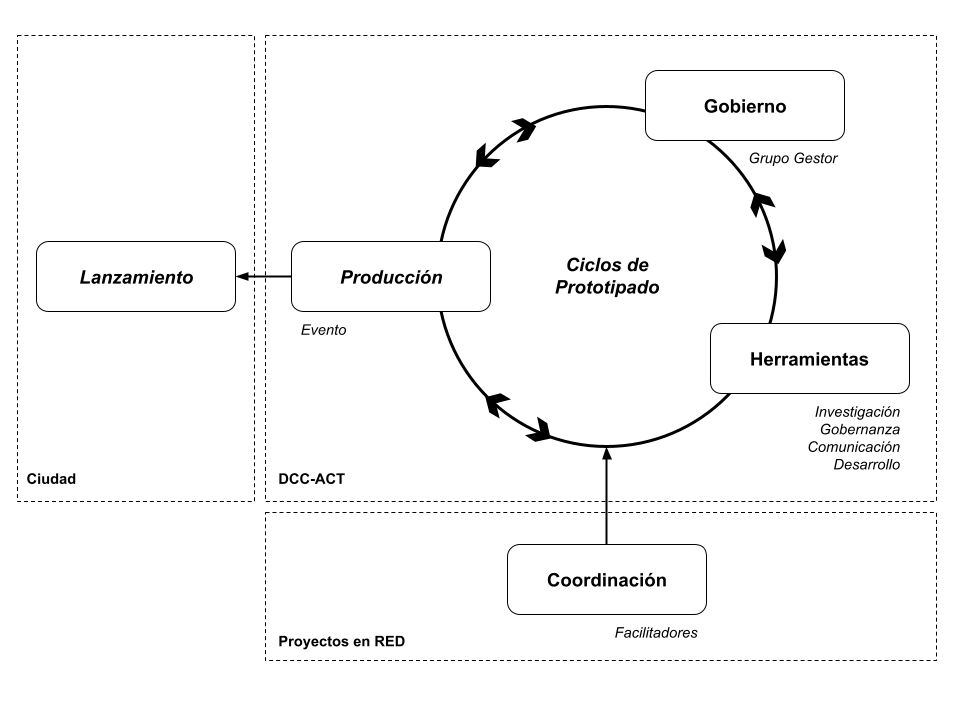 Gobierno
Grupo Gestor
Ciclos de
Prototipado
Lanzamiento
Producción
Evento
Herramientas
Investigación
Gobernanza
Comunicación
Desarrollo
Ciudad
DCC-ACT
Coordinación
Facilitadores
Proyectos en RED